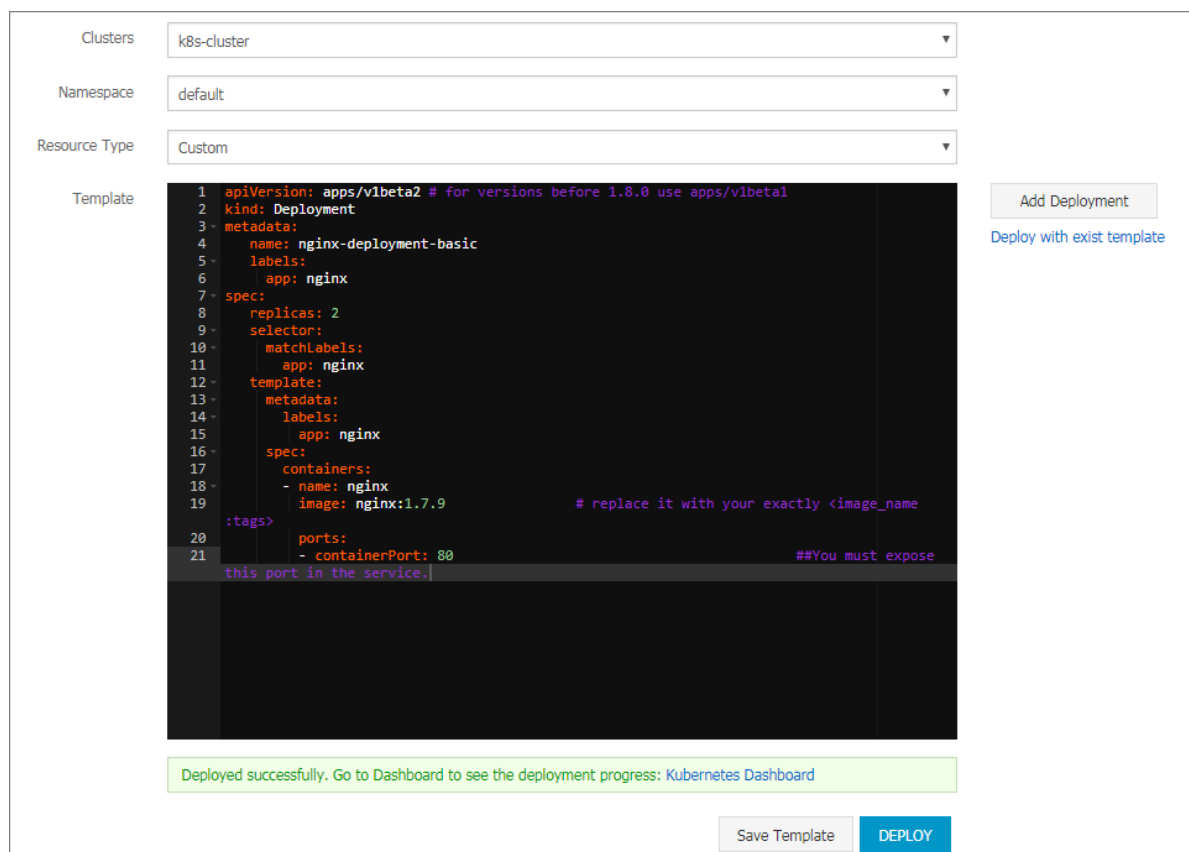 Clusters k8s-cluster
Namespace default
Resource Type Custom
Template
1 apiVersion: apps/v1beta2 # for versions before 1.8.0 use apps/v1beta1
2 kind: Deployment
3 metadata:
4 name: nginx-deployment-basic
5 labels:
6 app: nginx
7 spec:
8 replicas: 2
9 selector:
10 matchLabels:
11 app: nginx
12 template:
13 metadata:
14 labels:
15 app: nginx
16 spec:
17 containers:
18 - name: nginx
19 image: nginx:1.7.9 # replace it with your exactly <image_name
:tags>
20 ports:
21 - containerPort: 80 ##You must expose
this port in the service.
Add Deployment
Deploy with exist template
Deployed successfully. Go to Dashboard to see the deployment progress: Kubernetes Dashboard
Save Template DEPLOY